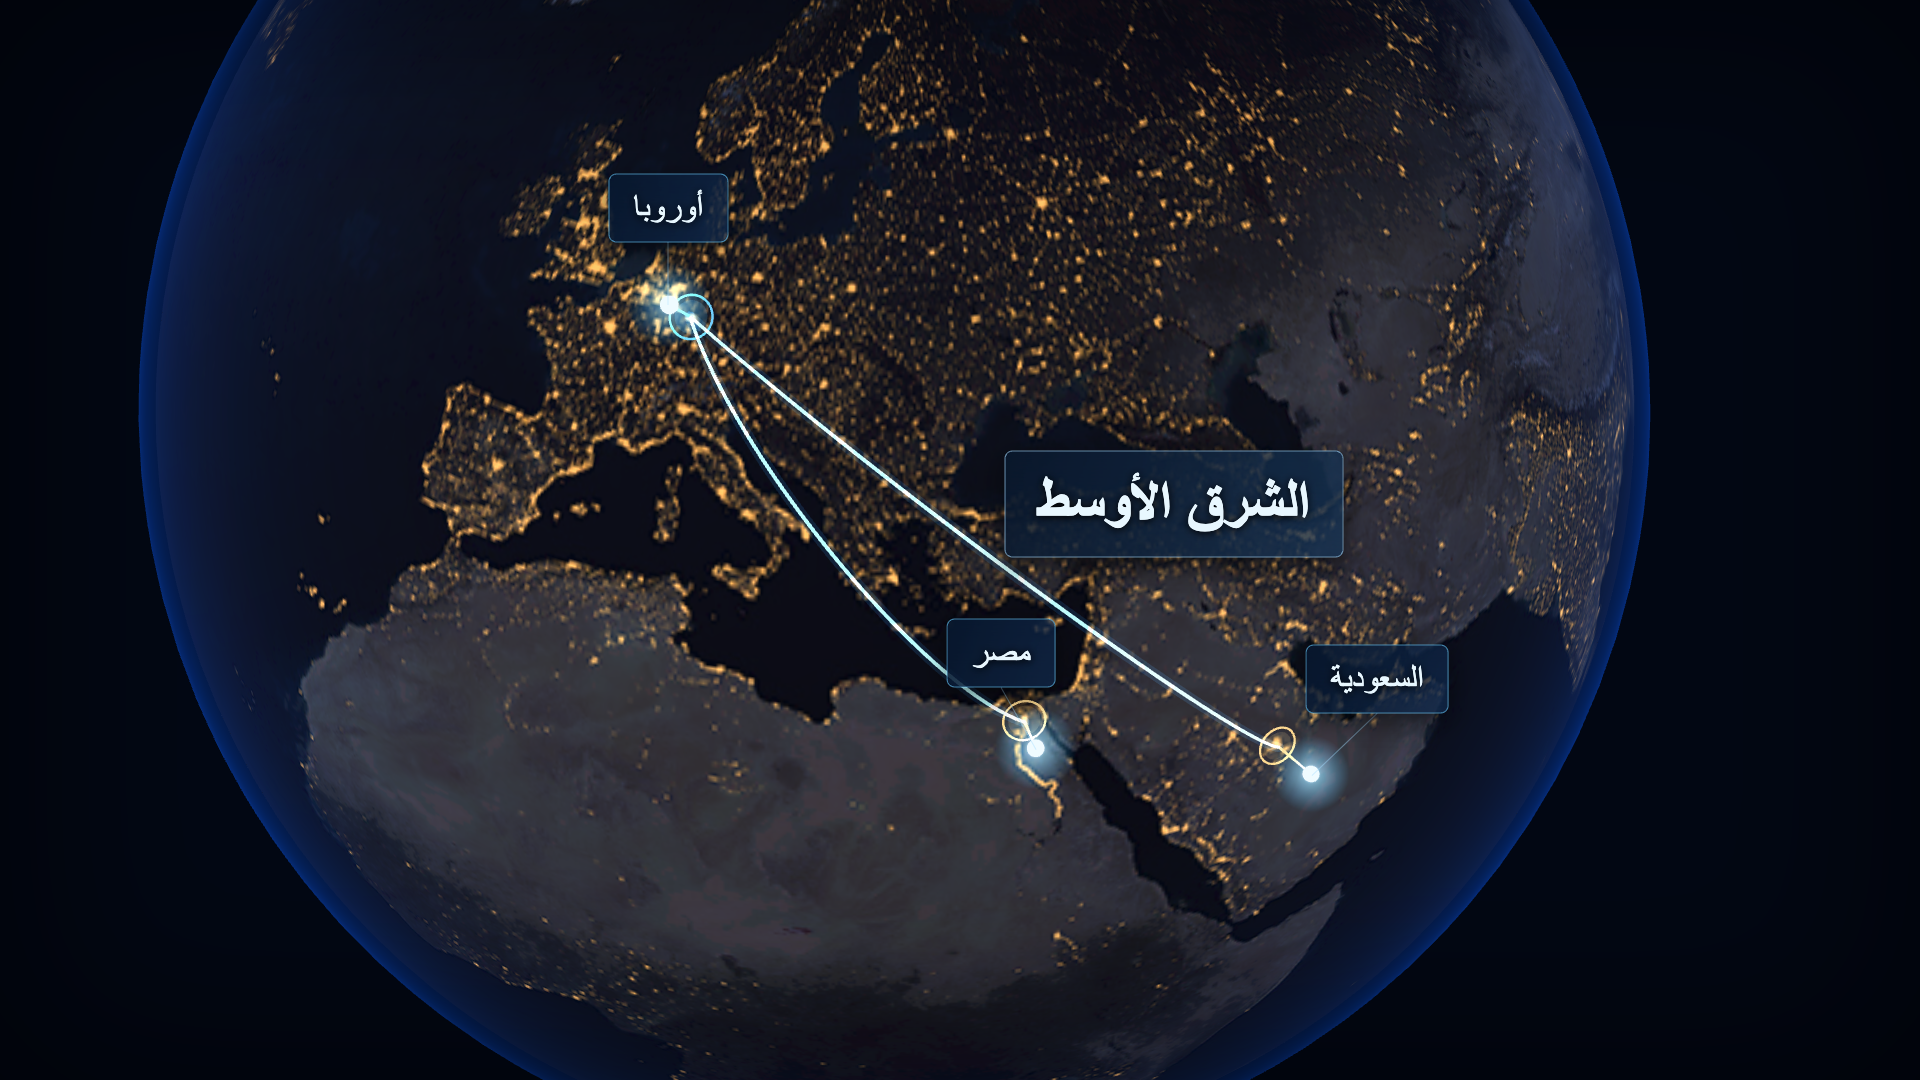 أوروبا
الشرق الأوسط
مصر
السعودية